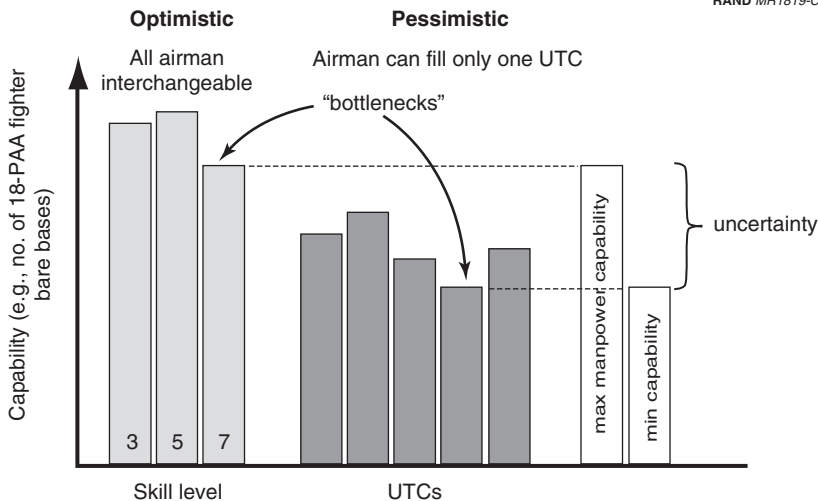 RAND MR1819-C
Optimistic
Pessimistic
All airman
interchangeable
Airman can fill only one UTC
“bottlenecks”
Capability (e.g., no. of 18-PAA fighter
bare bases)
3
5
7
max manpower capability
min capability
uncertainty
Skill level
UTCs